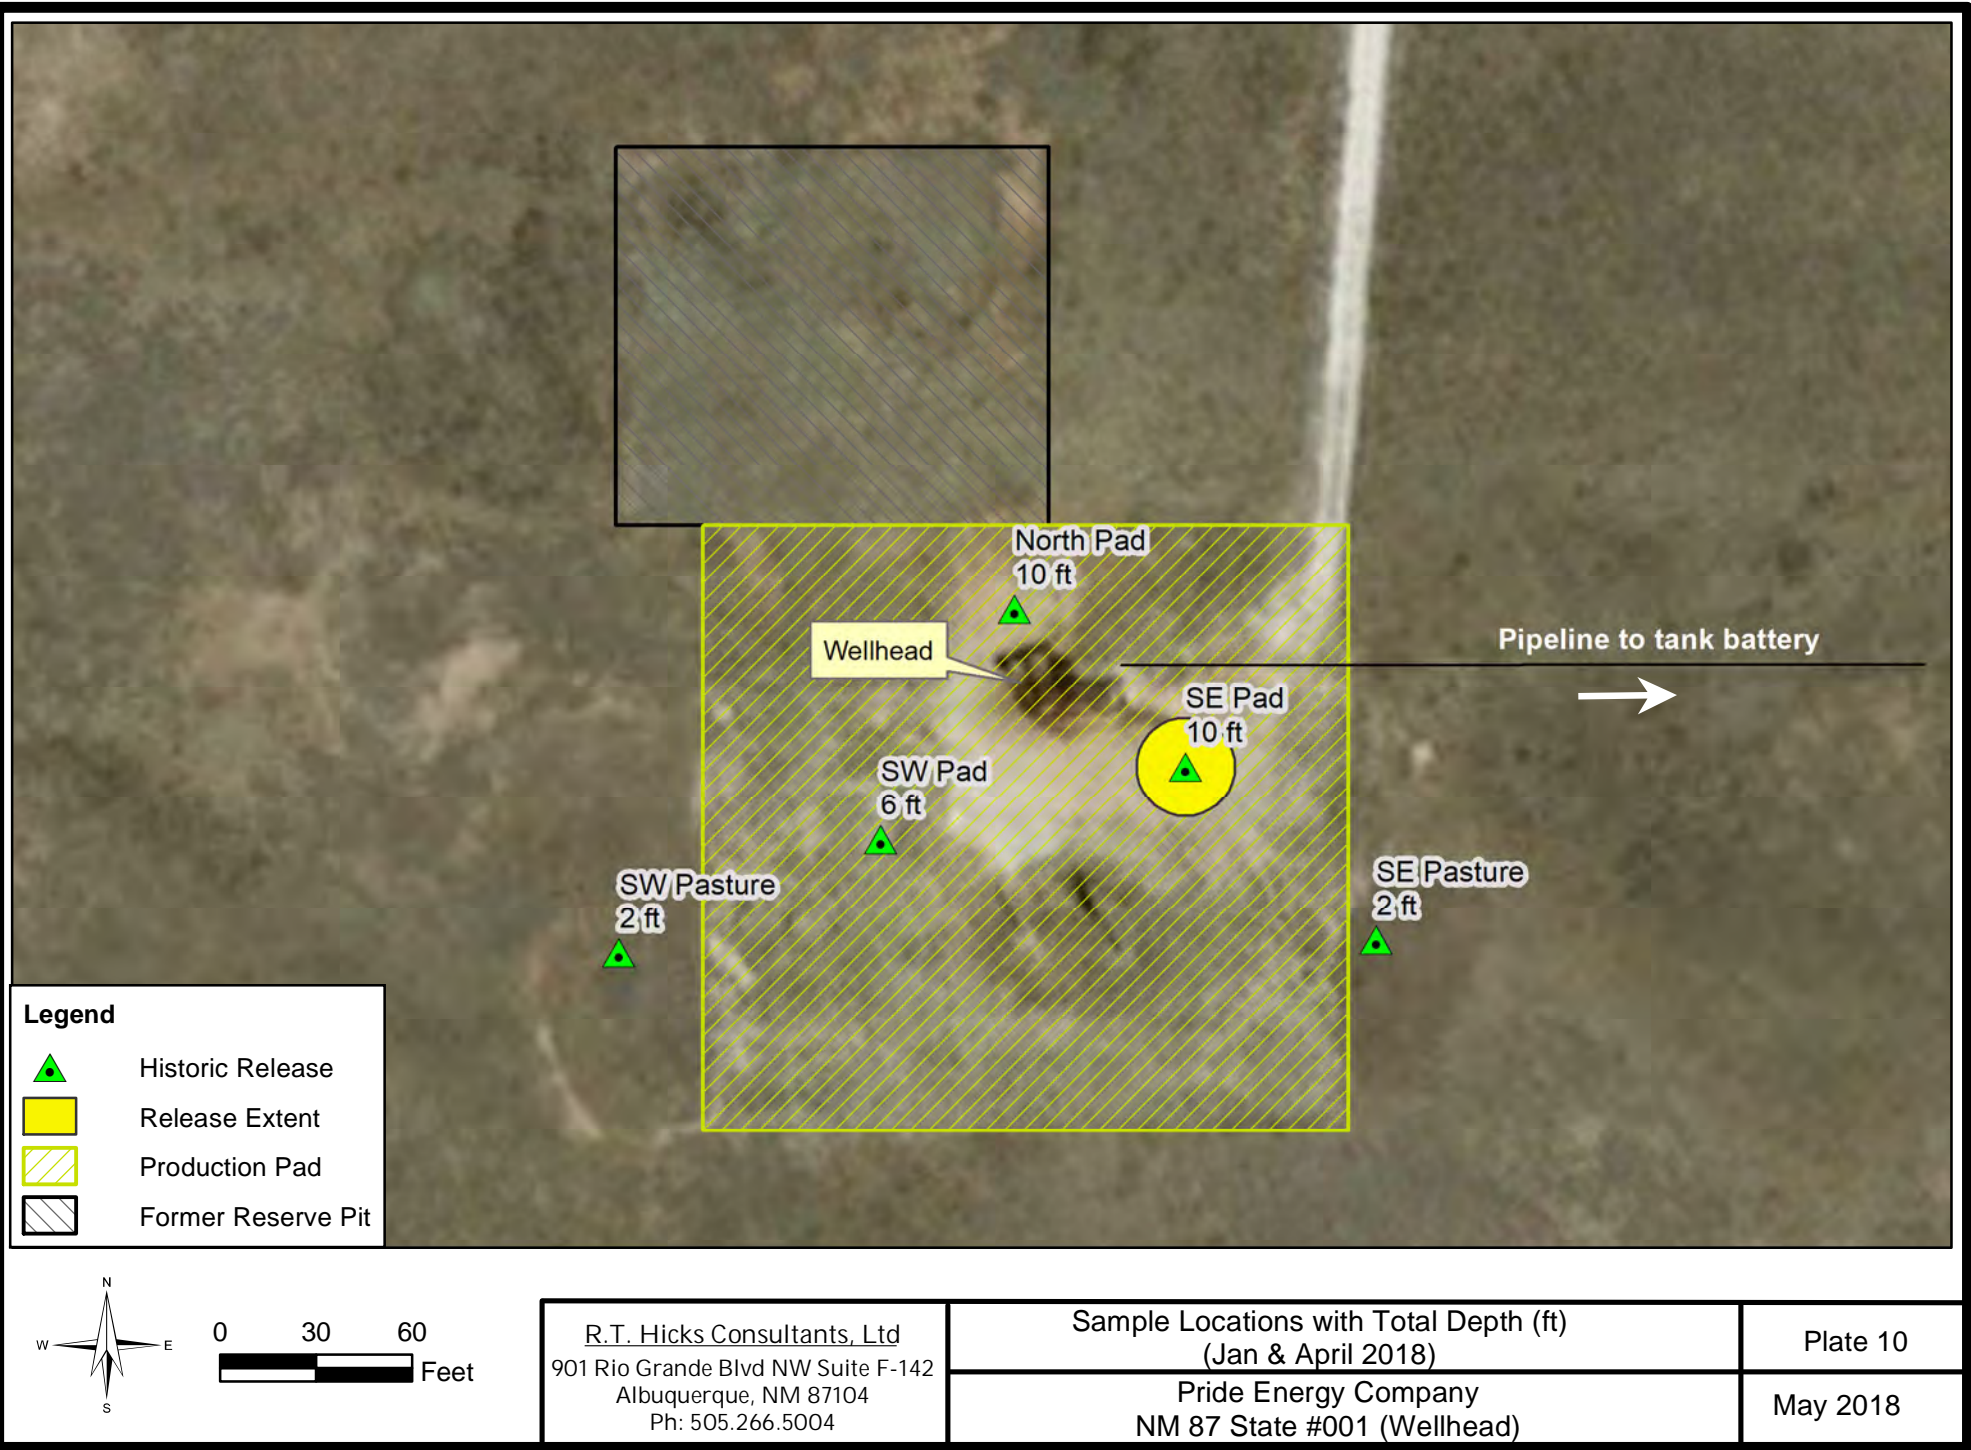 North Pad
10 ft
Wellhead
Pipeline to tank battery
SE Pad
10 ft
SW Pad
6 ft
SW Pasture
2 ft
SE Pasture
2 ft
Legend
Historic Release
Release Extent
Production Pad
Former Reserve Pit
N
W
E
S
0 30 60
Feet
R.T. Hicks Consultants, Ltd
901 Rio Grande Blvd NW Suite F-142
Albuquerque, NM 87104
Ph: 505.266.5004
Sample Locations with Total Depth (ft)
(Jan & April 2018)
Pride Energy Company
NM 87 State #001 (Wellhead)
Plate 10
May 2018